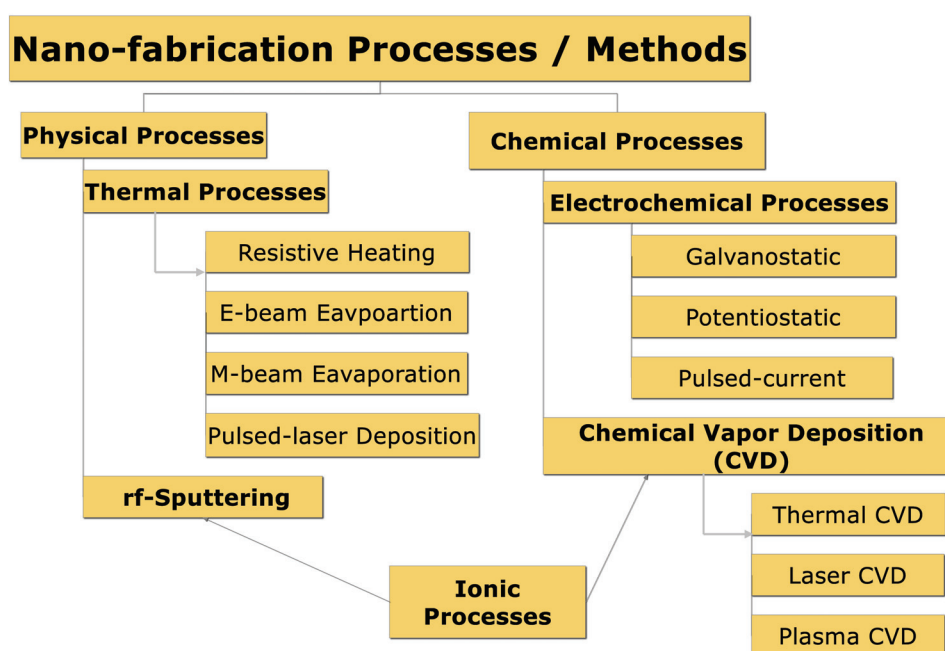 Nano-fabrication Processes / Methods
Physical Processes
Chemical Processes
Thermal Processes
Electrochemical Processes
Resistive Heating
Galvanostatic
E-beam Eavpoartion
Potentiostatic
M-beam Eavaporation
Pulsed-current
Pulsed-laser Deposition
Chemical Vapor Deposition
(CVD)
rf-Sputtering
Thermal CVD
Ionic
Processes
Laser CVD
Plasma CVD